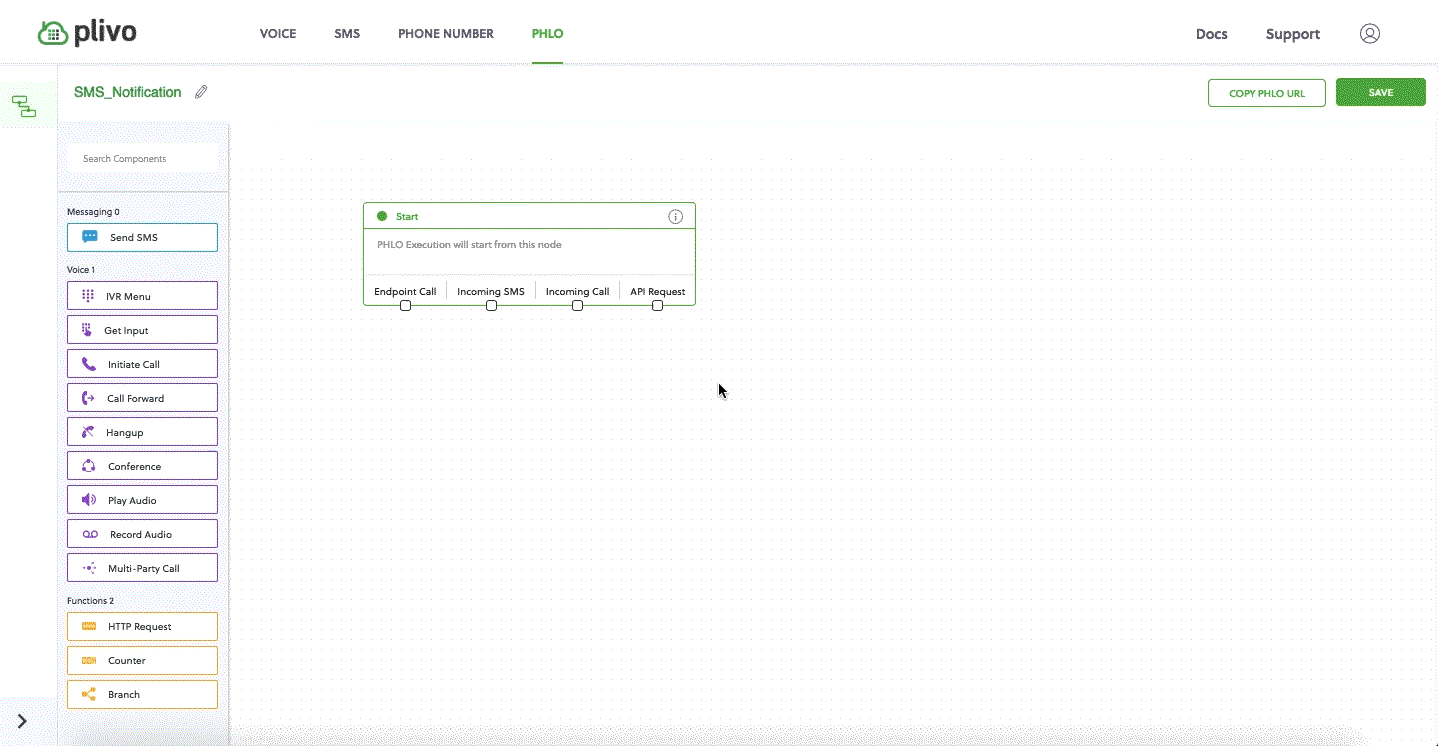 plivo VOICE SMS PHONE NUMBER PHLO Docs Support
SMS_Notification COPY PHLO URL SAVE
Search Components
Messaging 0
Send SMS
Voice 1
IVR Menu
Get Input
Initiate Call
Call Forward
Hangup
Conference
Play Audio
Record Audio
Multi-Party Call
Functions 2
HTTP Request
Counter
Branch
Start
PHLO Execution will start from this node
Endpoint Call Incoming SMS Incoming Call API Request